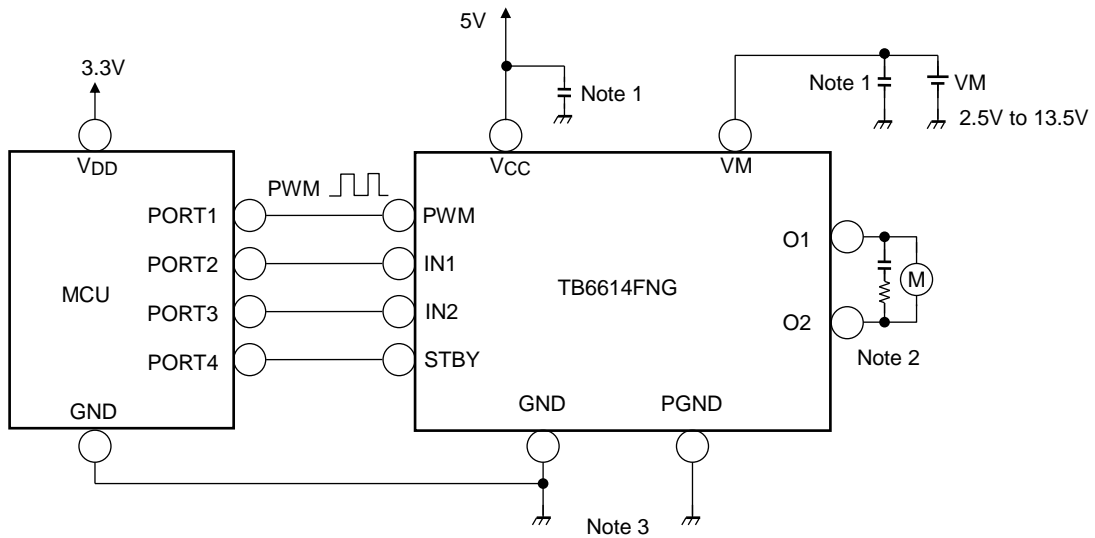 5V
3.3V
Note 1
Note 1
VM
2.5V to 13.5V
VDD
VCC
VM
PWM
PORT1
PWM
O1
PORT2
IN1
MCU
TB6614FNG
M
PORT3
IN2
O2
PORT4
STBY
Note 2
GND
GND
PGND
Note 3